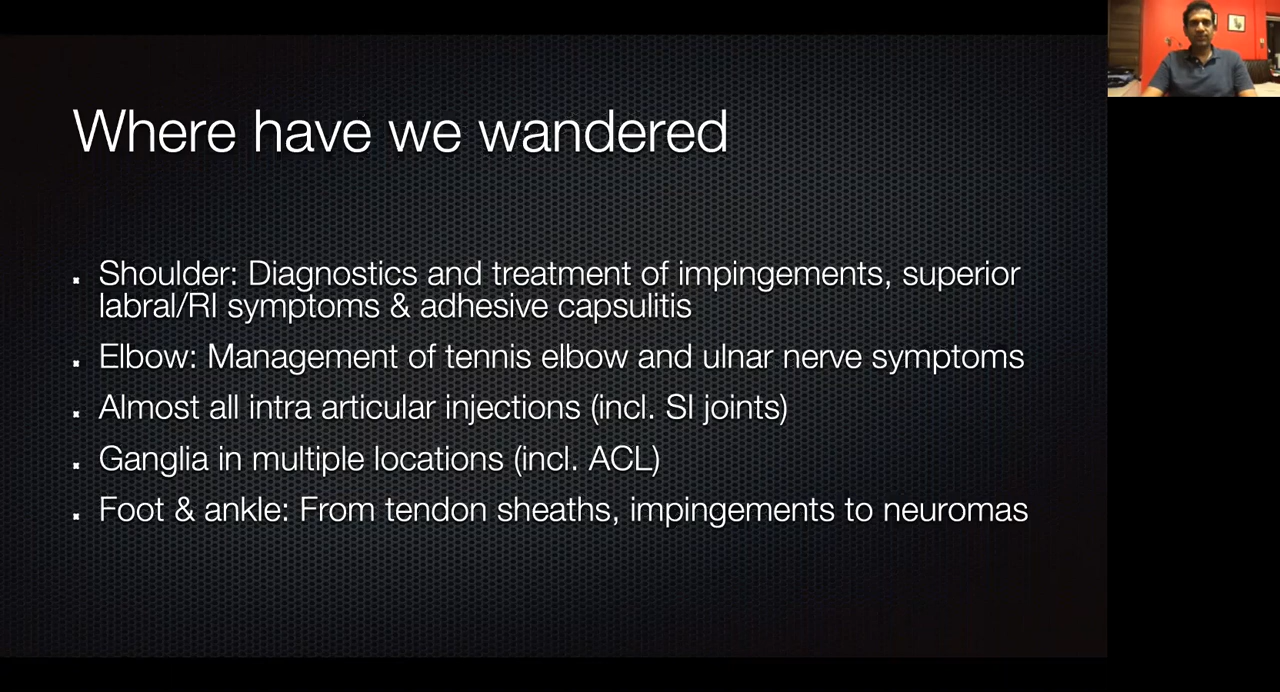 Where have we wandered
Shoulder: Diagnostics and treatment of impingements, superior
labral/RI symptoms & adhesive capsulitis
Elbow: Management of tennis elbow and ulnar nerve symptoms
Almost all intra articular injections (incl. SI joints)
Ganglia in multiple locations (incl. ACL)
Foot & ankle: From tendon sheaths, impingements to neuromas